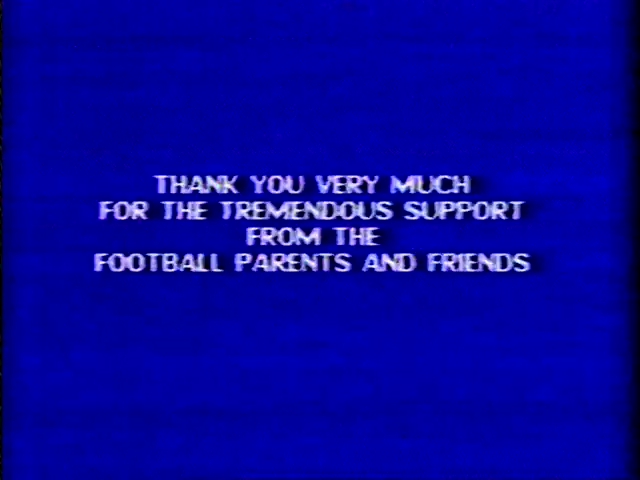 THANK YOU VERY MUCH
FOR THE TREMENDOUS SUPPORT
FROM THE
FOOTBALL PARENTS AND FRIENDS